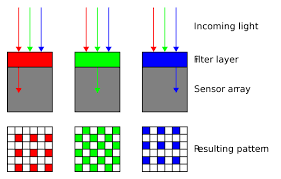 Incoming light
Filter layer
Sensor array
Resulting pattern